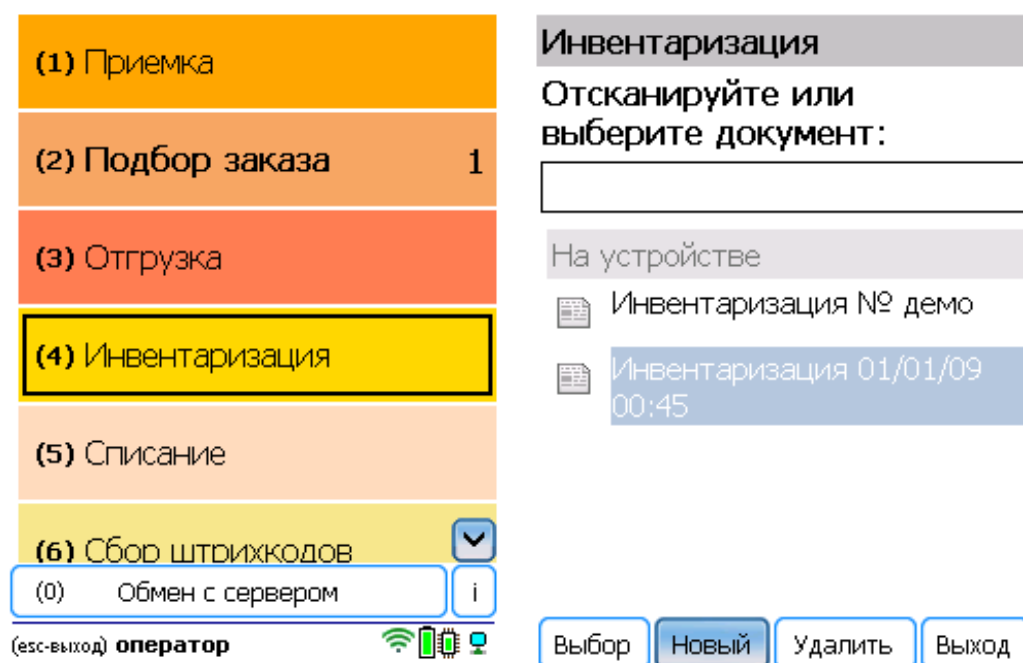 (1) Приемка
(2) Подбор заказа 1
(3) Отгрузка
(4) Инвентаризация
(5) Списание
(6) Сбор штрихкодов
(0) Обмен с сервером i
(esc-выход) оператор
Инвентаризация
Отсканируйте или
выберите документ:
На устройстве
Инвентаризация № демо
Инвентаризация 01/01/09
00:45
Выбор Новый Удалить Выход